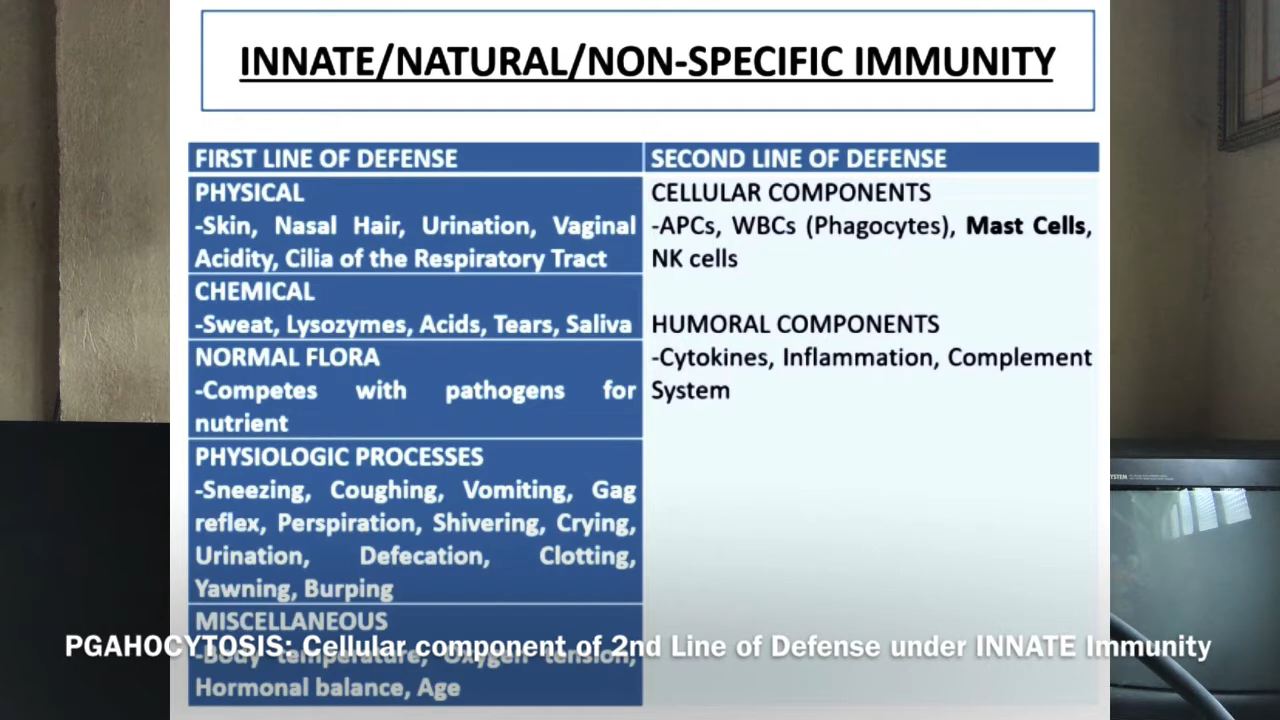 INNATE/NATURAL/NON-SPECIFIC IMMUNITY
FIRST LINE OF DEFENSE
PHYSICAL
-Skin, Nasal Hair, Urination, Vaginal
Acidity, Cilia of the Respiratory Tract
CHEMICAL
-Sweat, Lysozymes, Acids, Tears, Saliva
NORMAL FLORA
-Competes with pathogens for
nutrient
PHYSIOLOGIC PROCESSES
-Sneezing, Coughing, Vomiting, Gag
reflex, Perspiration, Shivering, Crying,
Urination, Defecation, Clotting,
Yawning, Burping
MISCELLANEOUS
-Body temperature, Oxygen tension,
Hormonal balance, Age
SECOND LINE OF DEFENSE
CELLULAR COMPONENTS
-APCs, WBCs (Phagocytes), Mast Cells,
NK cells
HUMORAL COMPONENTS
-Cytokines, Inflammation, Complement
System
PGAHOCYTOSIS: Cellular component of 2nd Line of Defense under INNATE Immunity